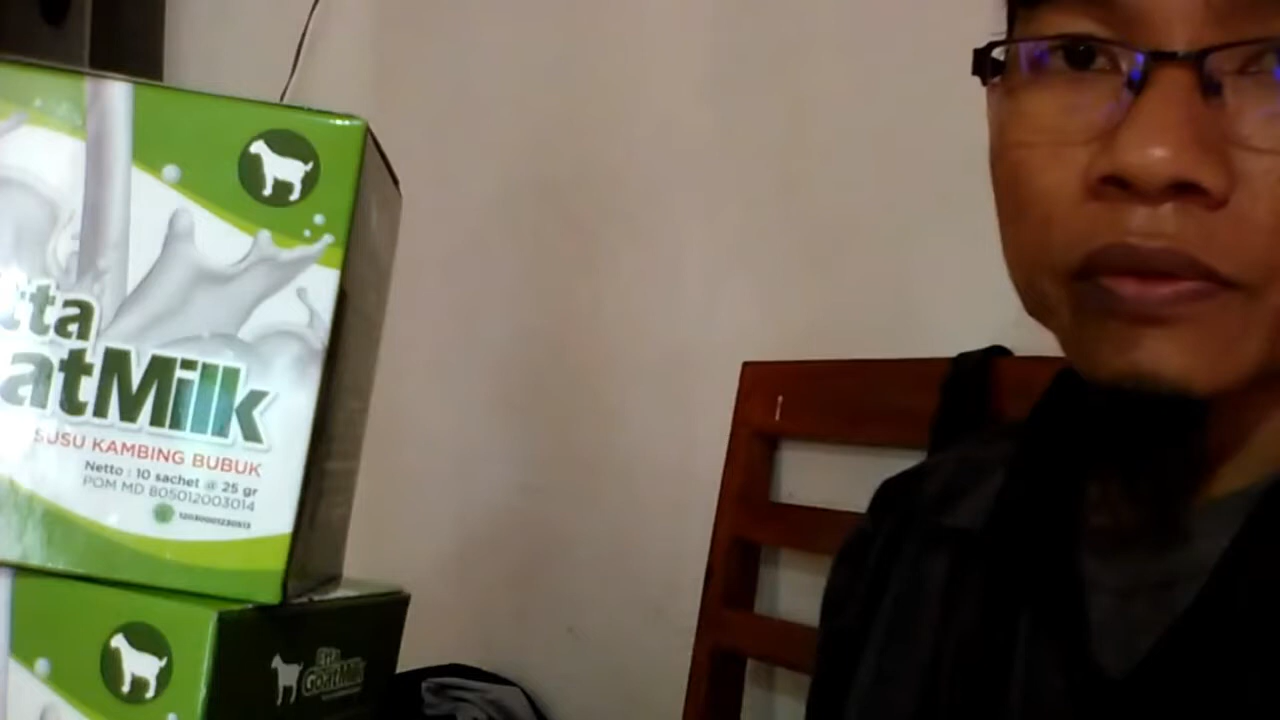 tta
atMilk
SUSU KAMBING BUBUK
Netto : 10 sachet @ 25 gr
POM MD 805012003014
Etta
GoatMilk